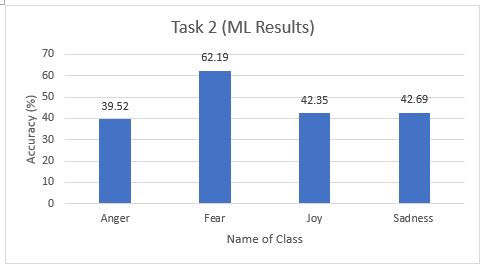 Task 2 (ML Results)
Accuracy (%)
70
60
50
40
30
20
10
0
39.52
62.19
42.35
42.69
Anger
Fear
Joy
Sadness
Name of Class